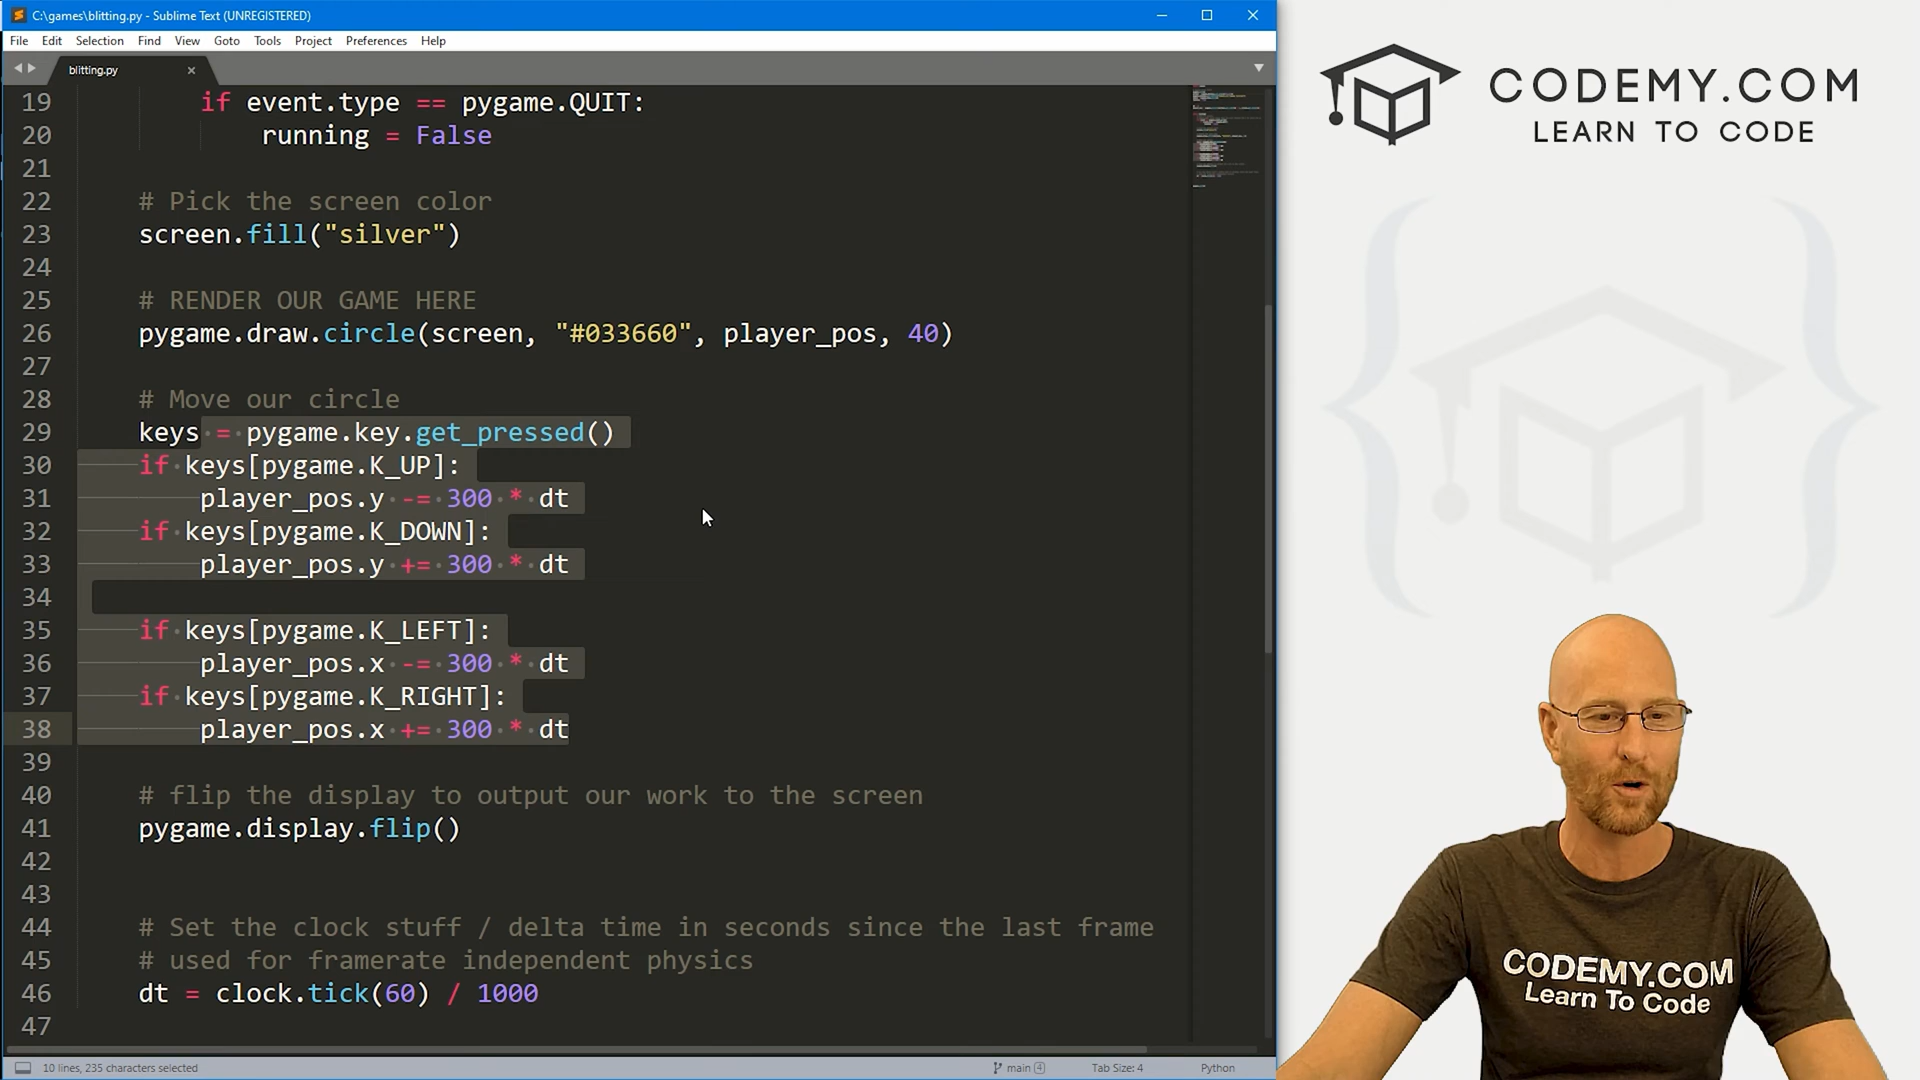 C:\games\blitting.py - Sublime Text (UNREGISTERED)
File Edit Selection Find View Goto Tools Project Preferences Help
blitting.py
19 if event.type == pygame.QUIT:
20 running = False
21
22 # Pick the screen color
23 screen.fill("silver")
24
25 # RENDER OUR GAME HERE
26 pygame.draw.circle(screen, "#033660", player_pos, 40)
27
28 # Move our circle
29 keys = pygame.key.get_pressed()
30 if keys[pygame.K_UP]:
31 player_pos.y -= 300 * dt
32 if keys[pygame.K_DOWN]:
33 player_pos.y += 300 * dt
34
35 if keys[pygame.K_LEFT]:
36 player_pos.x -= 300 * dt
37 if keys[pygame.K_RIGHT]:
38 player_pos.x += 300 * dt
39
40 # flip the display to output our work to the screen
41 pygame.display.flip()
42
43
44 # Set the clock stuff / delta time in seconds since the last frame
45 # used for framerate independent physics
46 dt = clock.tick(60) / 1000
47
10 lines, 235 characters selected
main 4
Tab Size: 4
Python
CODEMY.COM
LEARN TO CODE
CODEMY.COM
Learn To Code